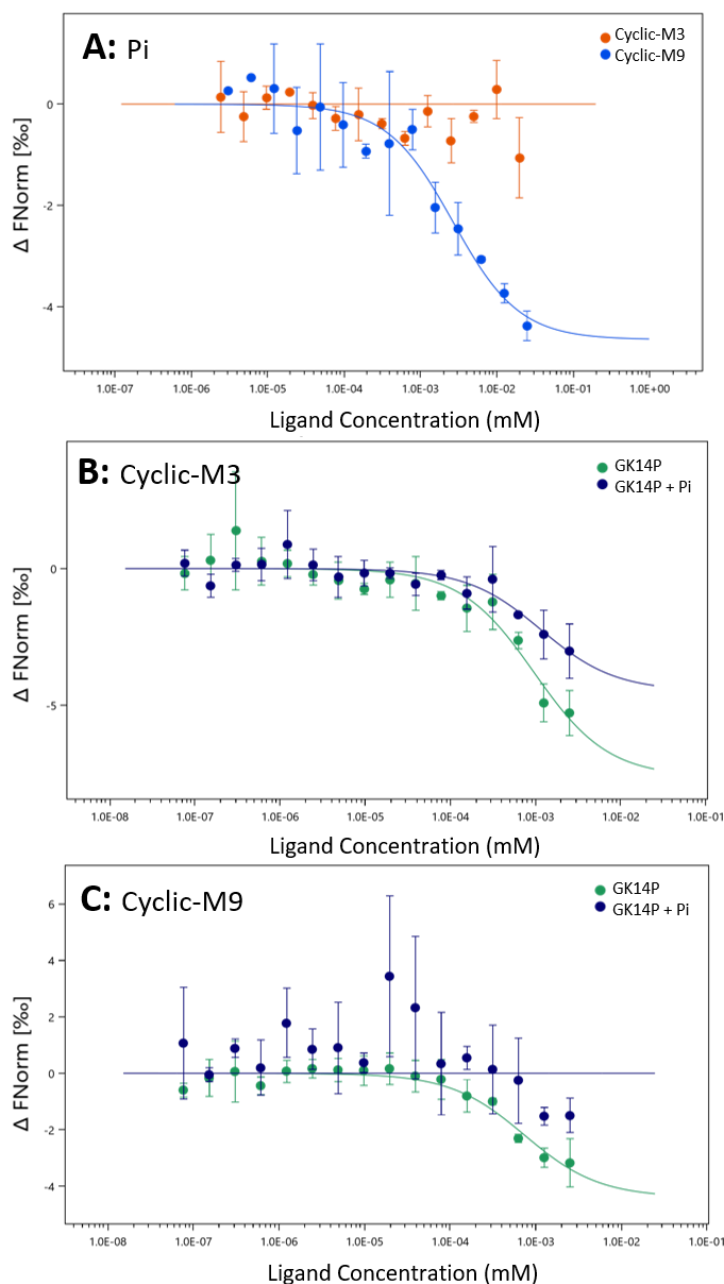 A: Pi
Cyclic-M3
Cyclic-M9
0
-2
-4
Δ FNorm [‰]
1.0E-07 1.0E-06 1.0E-05 1.0E-04 1.0E-03 1.0E-02 1.0E-01 1.0E+00
Ligand Concentration (mM)
B: Cyclic-M3
GK14P
GK14P + Pi
0
-5
Δ FNorm [‰]
1.0E-08 1.0E-07 1.0E-06 1.0E-05 1.0E-04 1.0E-03 1.0E-02 1.0E-01
Ligand Concentration (mM)
C: Cyclic-M9
GK14P
GK14P + Pi
6
4
2
0
-2
-4
Δ FNorm [‰]
1.0E-08 1.0E-07 1.0E-06 1.0E-05 1.0E-04 1.0E-03 1.0E-02 1.0E-01
Ligand Concentration (mM)